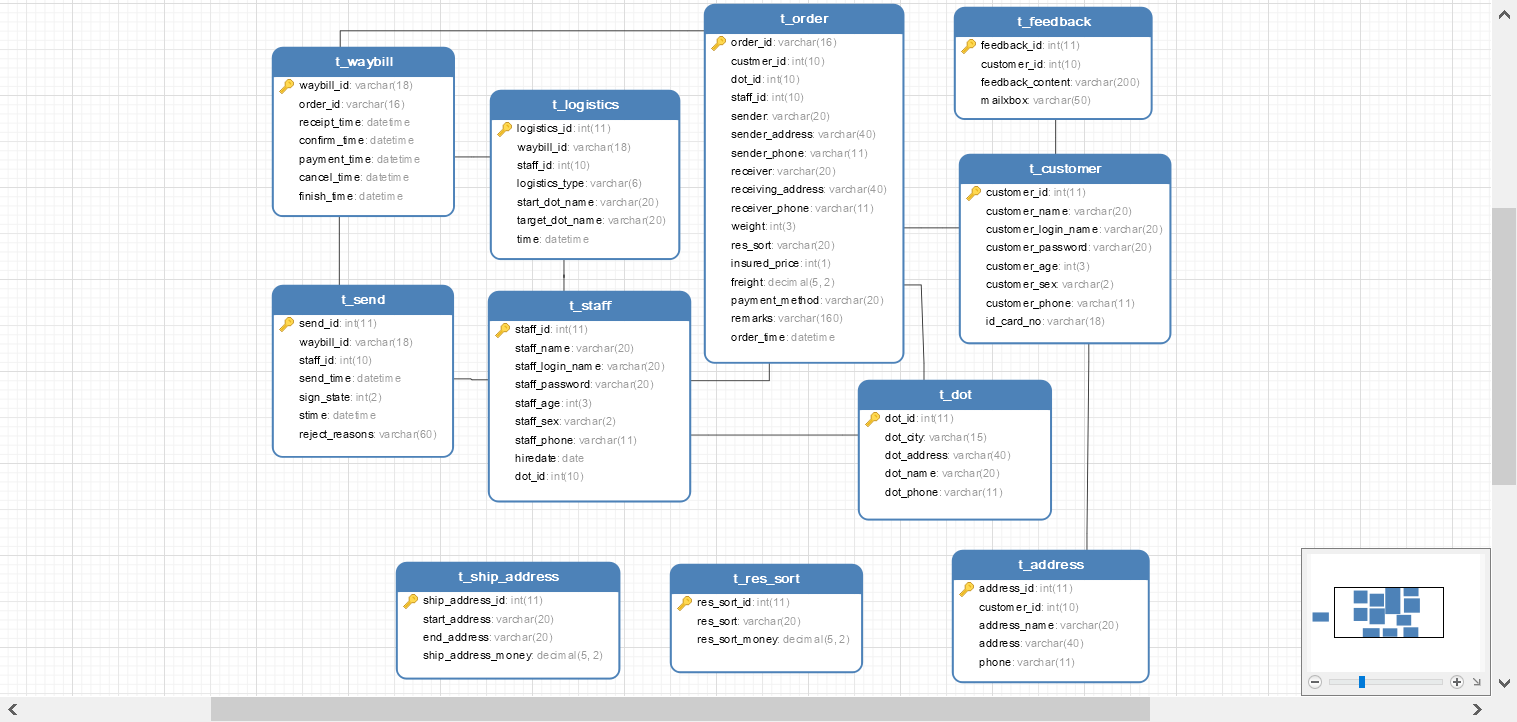 t_waybill
waybill_id: varchar(18)
order_id: varchar(16)
receipt_time: datetime
confirm_time: datetime
payment_time: datetime
cancel_time: datetime
finish_time: datetime
t_logistics
logistics_id: int(11)
waybill_id: varchar(18)
staff_id: int(10)
logistics_type: varchar(6)
start_dot_name: varchar(20)
target_dot_name: varchar(20)
time: datetime
t_order
order_id: varchar(16)
custmer_id: int(10)
dot_id: int(10)
staff_id: int(10)
sender: varchar(20)
sender_address: varchar(40)
sender_phone: varchar(11)
receiver: varchar(20)
receiving_address: varchar(40)
receiver_phone: varchar(11)
weight: int(3)
res_sort: varchar(20)
insured_price: int(1)
freight: decimal(5, 2)
payment_method: varchar(20)
remarks: varchar(160)
order_time: datetime
t_feedback
feedback_id: int(11)
customer_id: int(10)
feedback_content: varchar(200)
mailxbox: varchar(50)
t_customer
customer_id: int(11)
customer_name: varchar(20)
customer_login_name: varchar(20)
customer_password: varchar(20)
customer_age: int(3)
customer_sex: varchar(2)
customer_phone: varchar(11)
id_card_no: varchar(18)
t_send
send_id: int(11)
waybill_id: varchar(18)
staff_id: int(10)
send_time: datetime
sign_state: int(2)
stime: datetime
reject_reasons: varchar(60)
t_staff
staff_id: int(11)
staff_name: varchar(20)
staff_login_name: varchar(20)
staff_password: varchar(20)
staff_age: int(3)
staff_sex: varchar(2)
staff_phone: varchar(11)
hiredate: date
dot_id: int(10)
t_dot
dot_id: int(11)
dot_city: varchar(15)
dot_address: varchar(40)
dot_name: varchar(20)
dot_phone: varchar(11)
t_ship_address
ship_address_id: int(11)
start_address: varchar(20)
end_address: varchar(20)
ship_address_money: decimal(5, 2)
t_res_sort
res_sort_id: int(11)
res_sort: varchar(20)
res_sort_money: decimal(5, 2)
t_address
address_id: int(11)
customer_id: int(10)
address_name: varchar(20)
address: varchar(40)
phone: varchar(11)